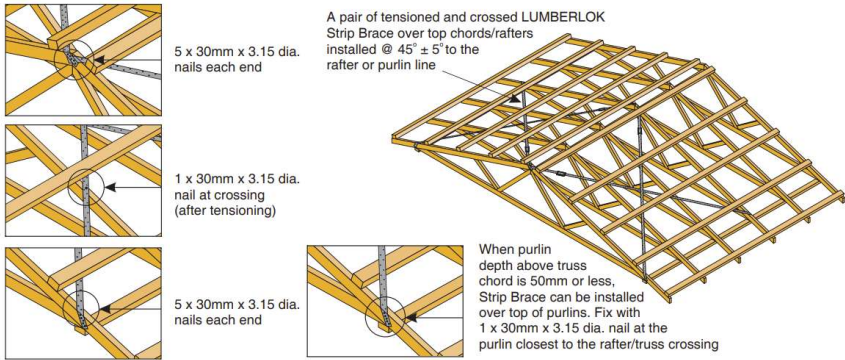 5 x 30mm x 3.15 dia.
nails each end
1 x 30mm x 3.15 dia.
nail at crossing
(after tensioning)
5 x 30mm x 3.15 dia.
nails each end
A pair of tensioned and crossed LUMBERLOK
Strip Brace over top chords/rafters
installed @ 45° ± 5° to the
rafter or purlin line
When purlin
depth above truss
chord is 50mm or less,
Strip Brace can be installed
over top of purlins. Fix with
1 x 30mm x 3.15 dia. nail at the
purlin closest to the rafter/truss crossing